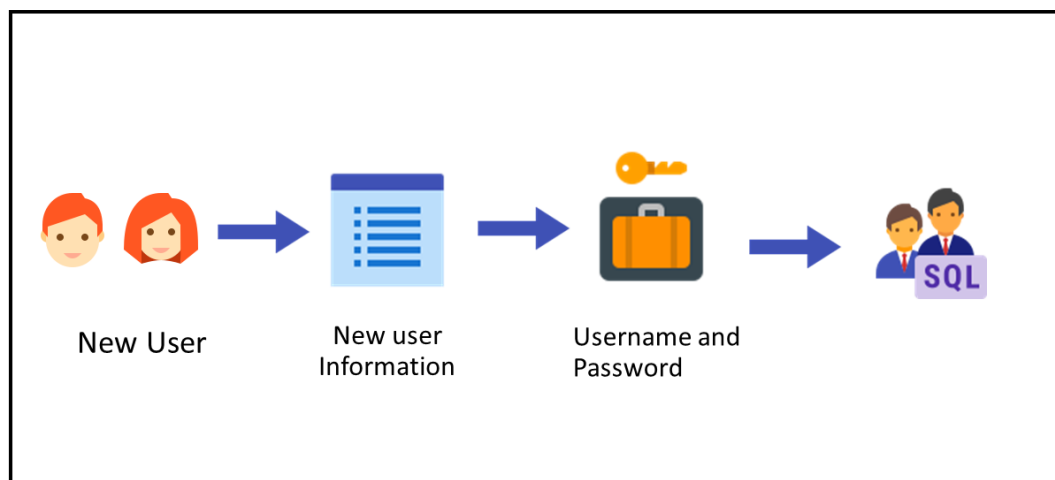 New User
New user
Information
Username and
Password
SQL